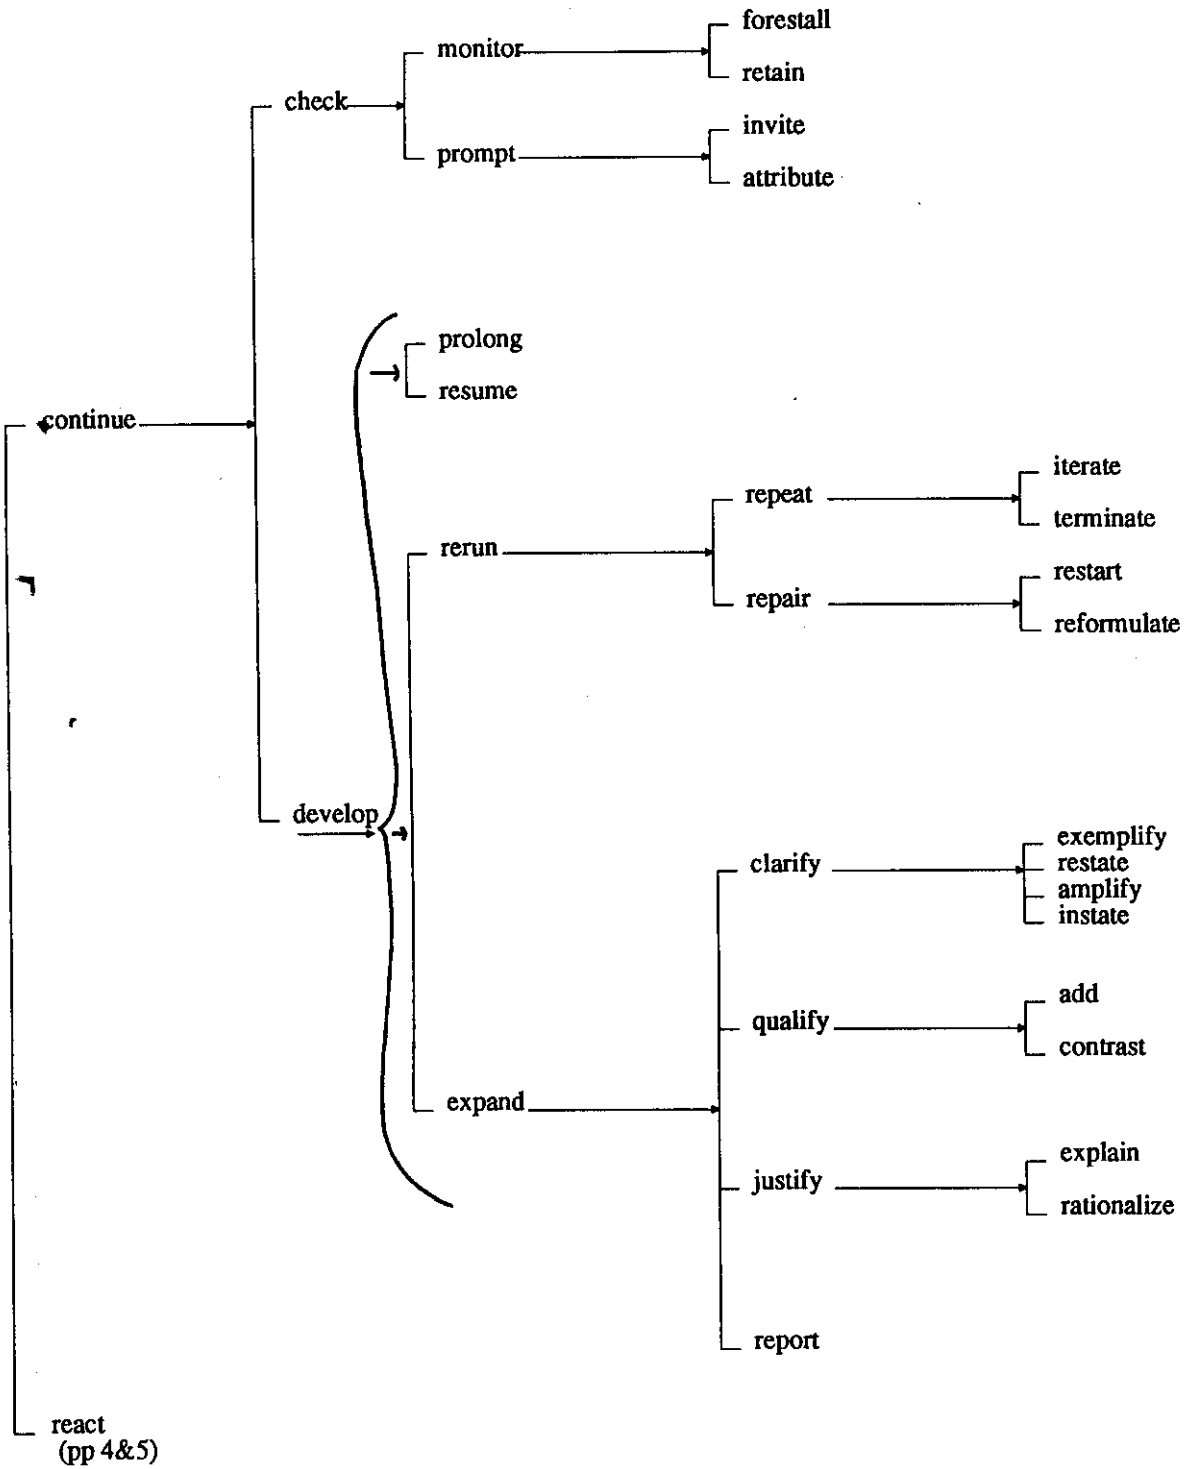 forestall
monitor
retain
check
invite
prompt
attribute
prolong
resume
continue
iterate
repeat
terminate
rerun
restart
repair
reformulate
develop
exemplify
clarify
restate
amplify
instate
add
qualify
contrast
expand
explain
justify
rationalize
report
react
(pp 4&5)